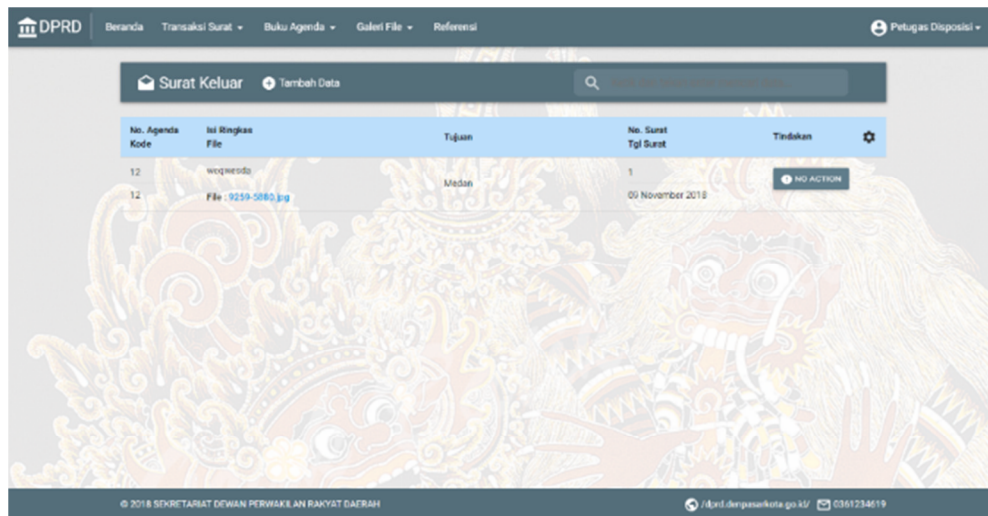 DPRD Beranda Transaksi Surat Buku Agenda Galeri File Referensi Petugas Disposisi
Surat Keluar Tambah Data
No. Agenda Isi Ringkas Tujuan No. Surat Tindakan
Kode File Tgl Surat
12 1
Medan NO ACTION
12 File : 9259-5880.jpg 09 November 2018
© 2018 SEKRETARIAT DEWAN PERWAKILAN RAKYAT DAERAH /dprd.denpasarkota.go.id/ 0361234619